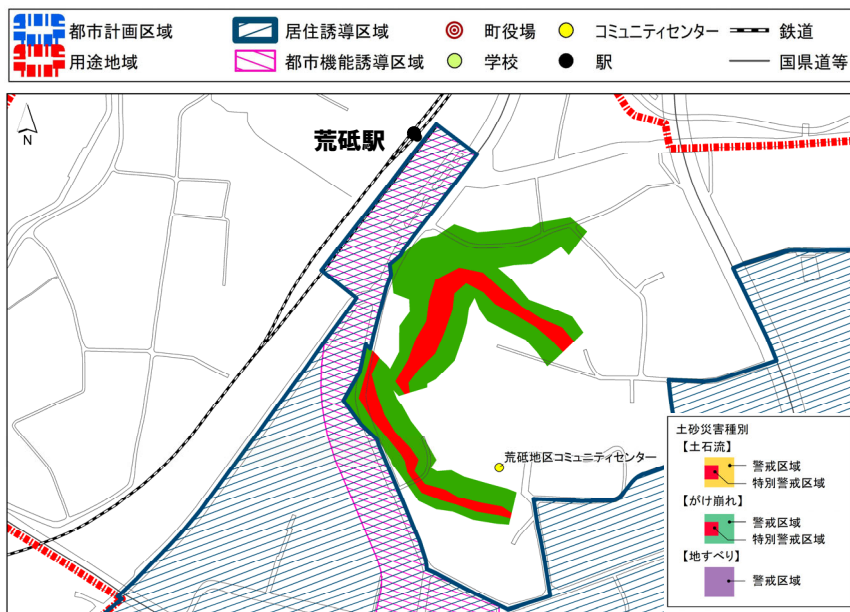 都市計画区域 居住誘導区域 町役場 コミュニティセンター 鉄道
用途地域 都市機能誘導区域 学校 駅 国県道等
N
荒砥駅
荒砥地区コミュニティセンター
土砂災害種別
【土石流】
警戒区域
特別警戒区域
【がけ崩れ】
警戒区域
特別警戒区域
【地すべり】
警戒区域